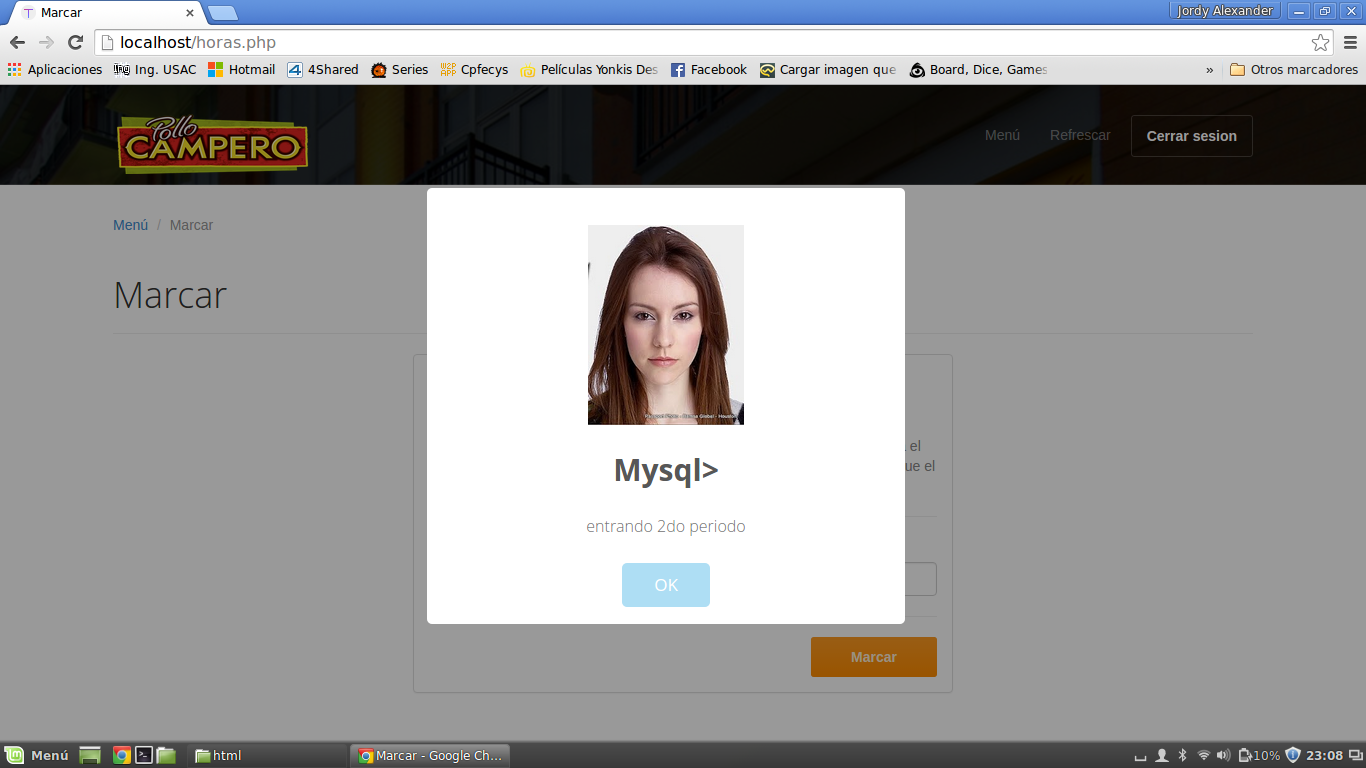 Marcar
Jordy Alexander
localhost/horas.php
Aplicaciones Ing. USAC Hotmail 4Shared Series Cpfecys Películas Yonkis Des Facebook Cargar imagen que Board, Dice, Games » Otros marcadores
Pollo
CAMPERO
Menú Refrescar Cerrar sesion
Menú / Marcar
Marcar
el
ue el
Mysql>
entrando 2do periodo
OK
Marcar
Menú html Marcar - Google Ch... 10% 23:08